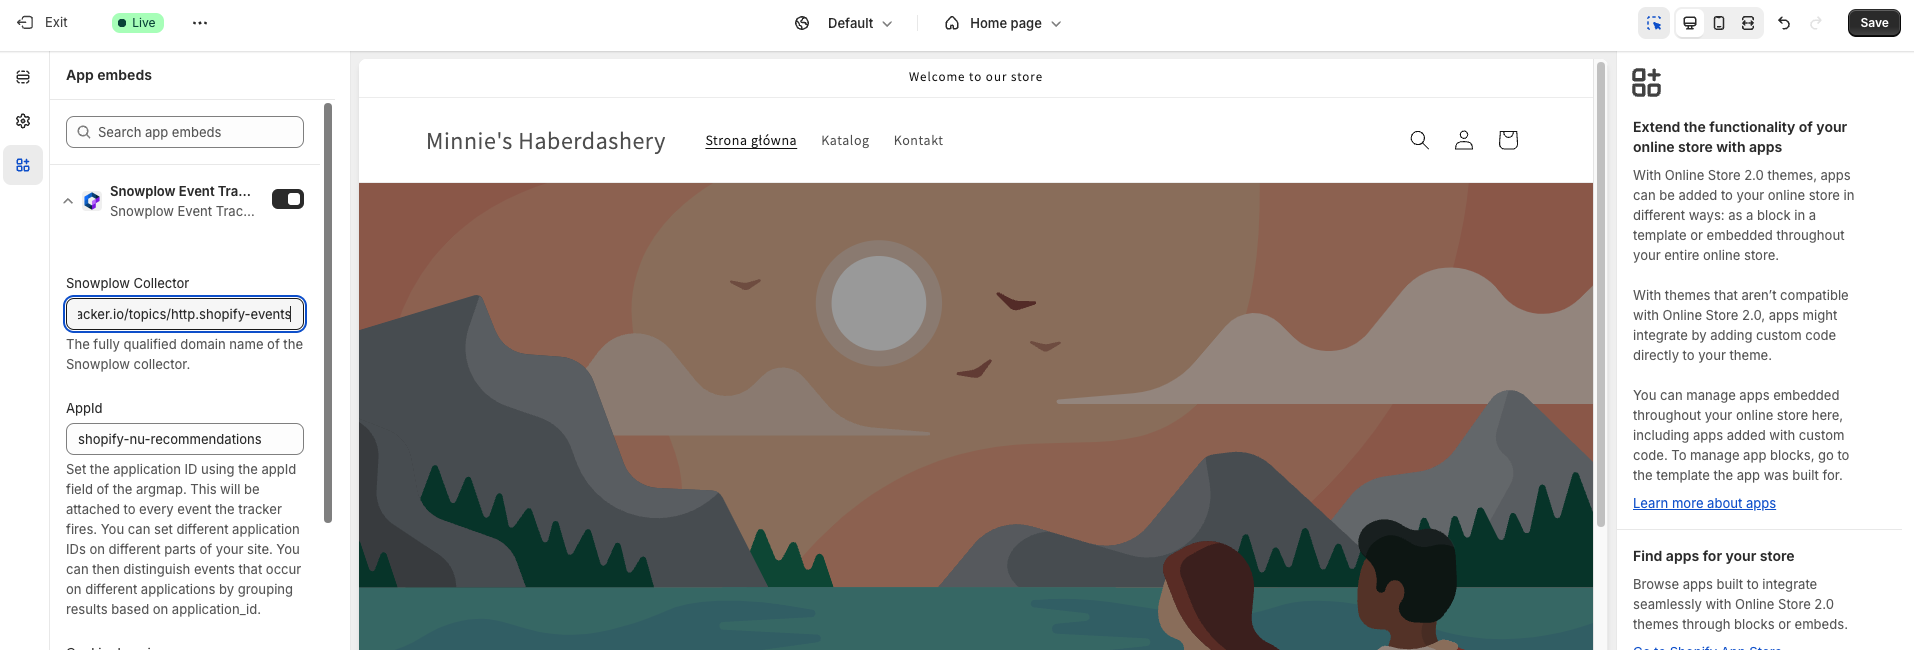 Exit
Live
Default
Home page
Save
App embeds
Search app embeds
Snowplow Event Tra...
Snowplow Event Trac...
Snowplow Collector
acker.io/topics/http.shopify-events
The fully qualified domain name of the
Snowplow collector.
AppId
shopify-nu-recommendations
Set the application ID using the appId
field of the argmap. This will be
attached to every event the tracker
fires. You can set different application
IDs on different parts of your site. You
can then distinguish events that occur
on different applications by grouping
results based on application_id.
Welcome to our store
Minnie's Haberdashery
Strona główna
Katalog
Kontakt
Extend the functionality of your
online store with apps
With Online Store 2.0 themes, apps
can be added to your online store in
different ways: as a block in a
template or embedded throughout
your entire online store.
With themes that aren’t compatible
with Online Store 2.0, apps might
integrate by adding custom code
directly to your theme.
You can manage apps embedded
throughout your online store here,
including apps added with custom
code. To manage app blocks, go to
the template the app was built for.
Learn more about apps
Find apps for your store
Browse apps built to integrate
seamlessly with Online Store 2.0
themes through blocks or embeds.
Go to Shopify App Store